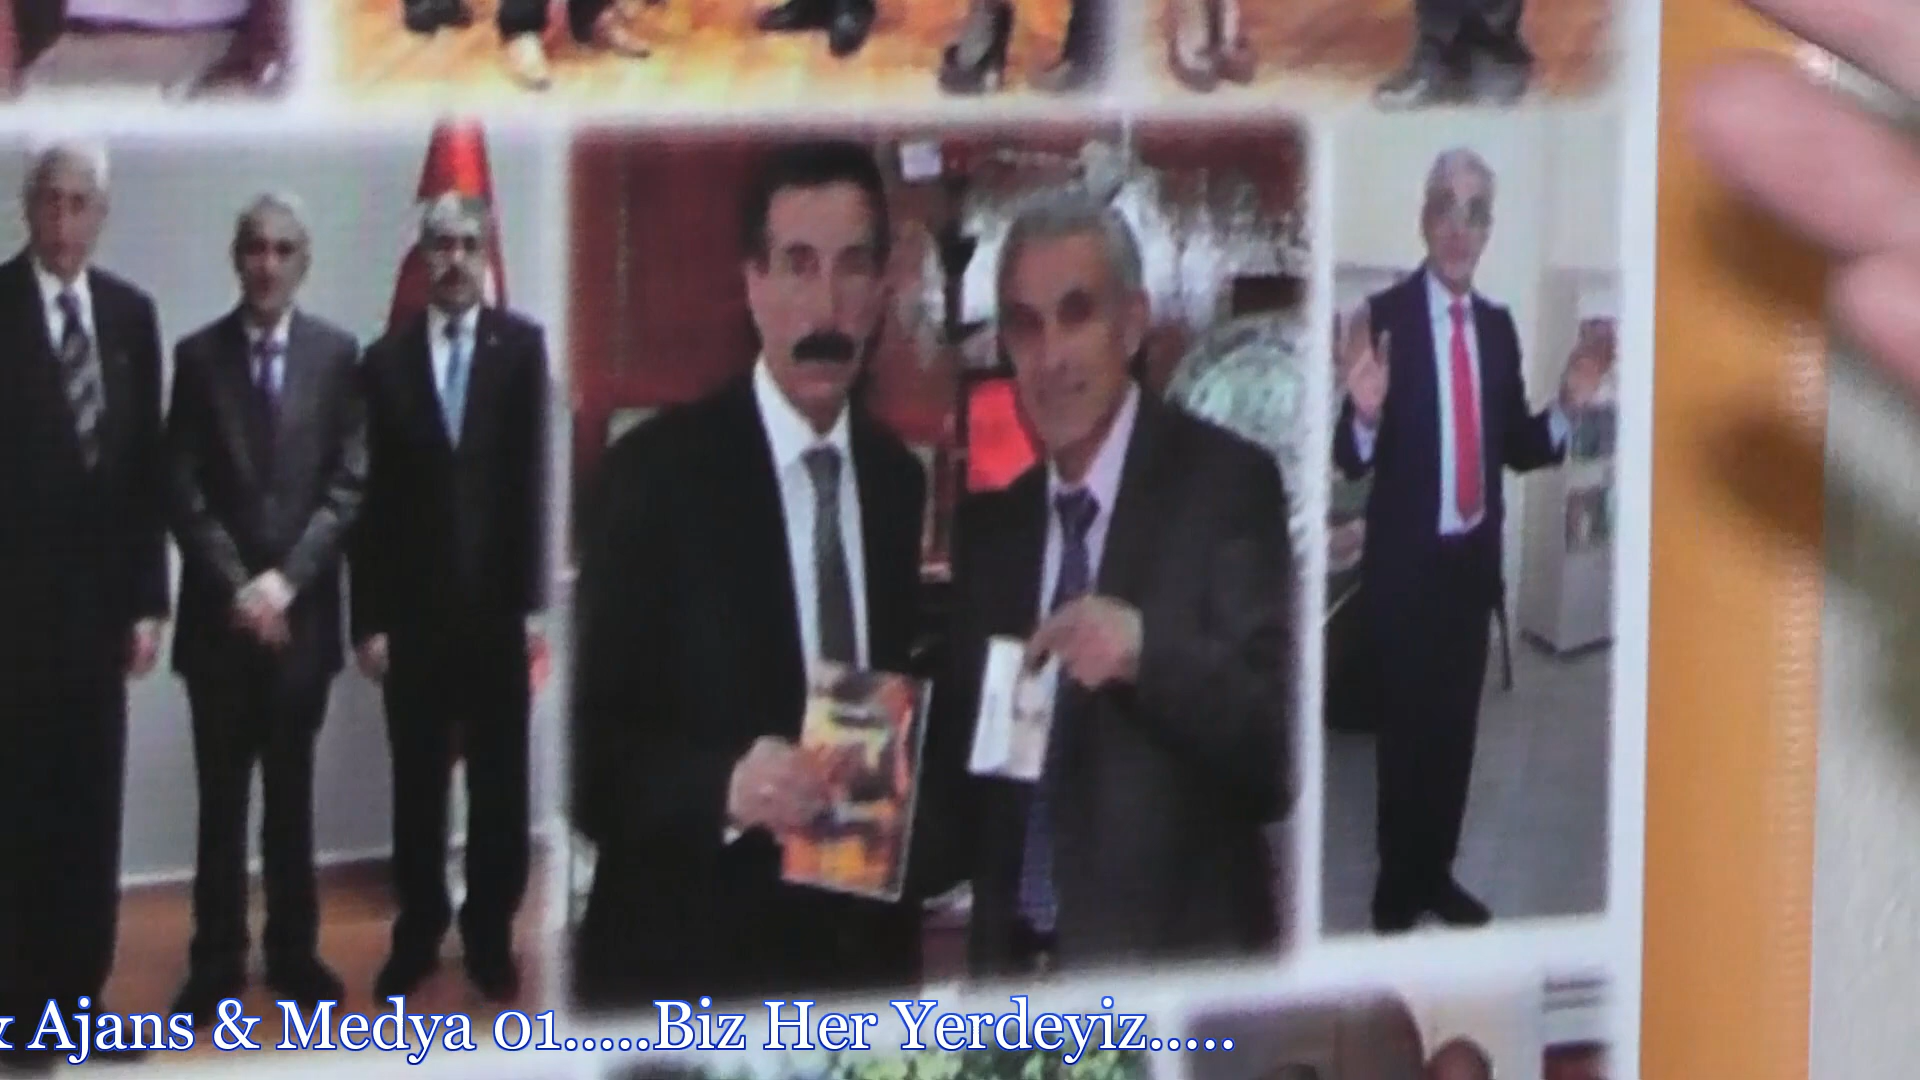 & Ajans & Medya 01.....Biz Her Yerdeyiz.....